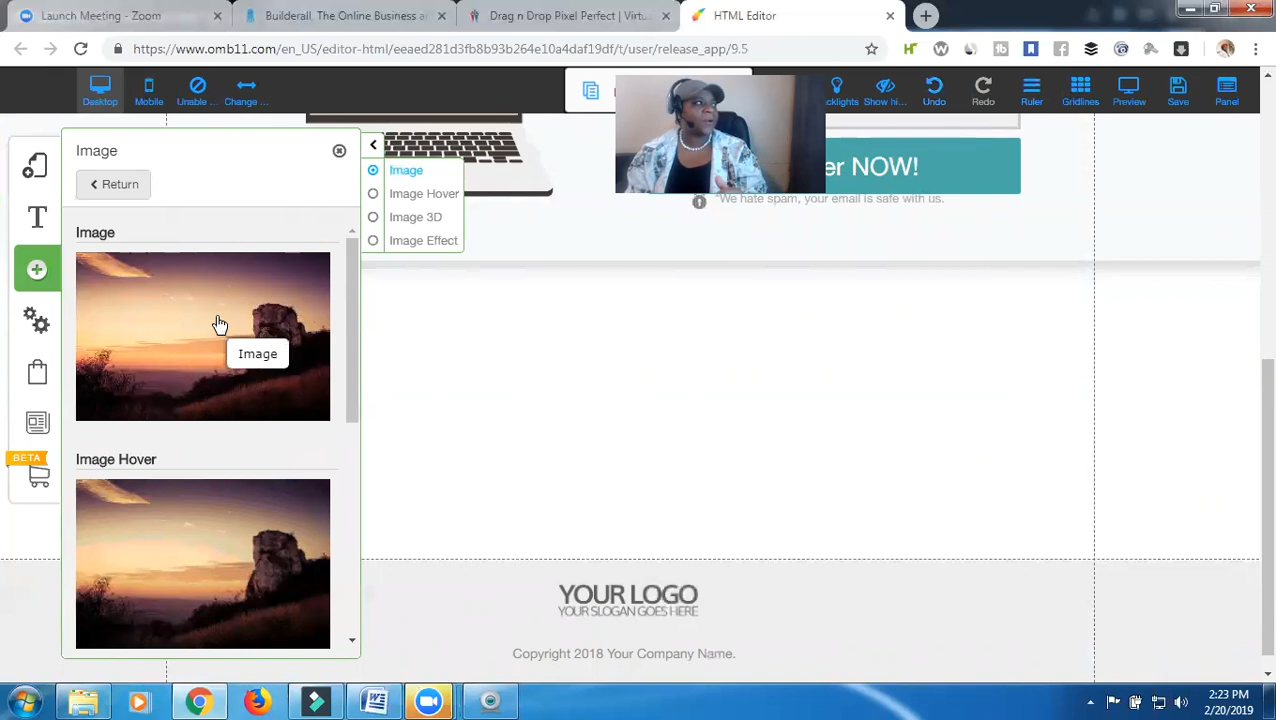 Launch Meeting - Zoom
Builderall, The Online Business an
Drag n Drop Pixel Perfect | Virtu
HTML Editor
https://www.omb11.com/en_US/editor-html/eeaed281d3fb8b93b264e10a4daf19df/t/user/release_app/9.5
Desktop
Mobile
Unable ...
Change ...
Show hi...
Undo
Redo
Ruler
Gridlines
Preview
Save
Panel
Image
Return
Image
Image Hover
Image 3D
Image Effect
Image
Image
Image Hover
BETA
NOW!
*We hate spam, your email is safe with us.
YOUR LOGO
YOUR SLOGAN GOES HERE
Copyright 2018 Your Company Name.
2:23 PM
2/20/2019